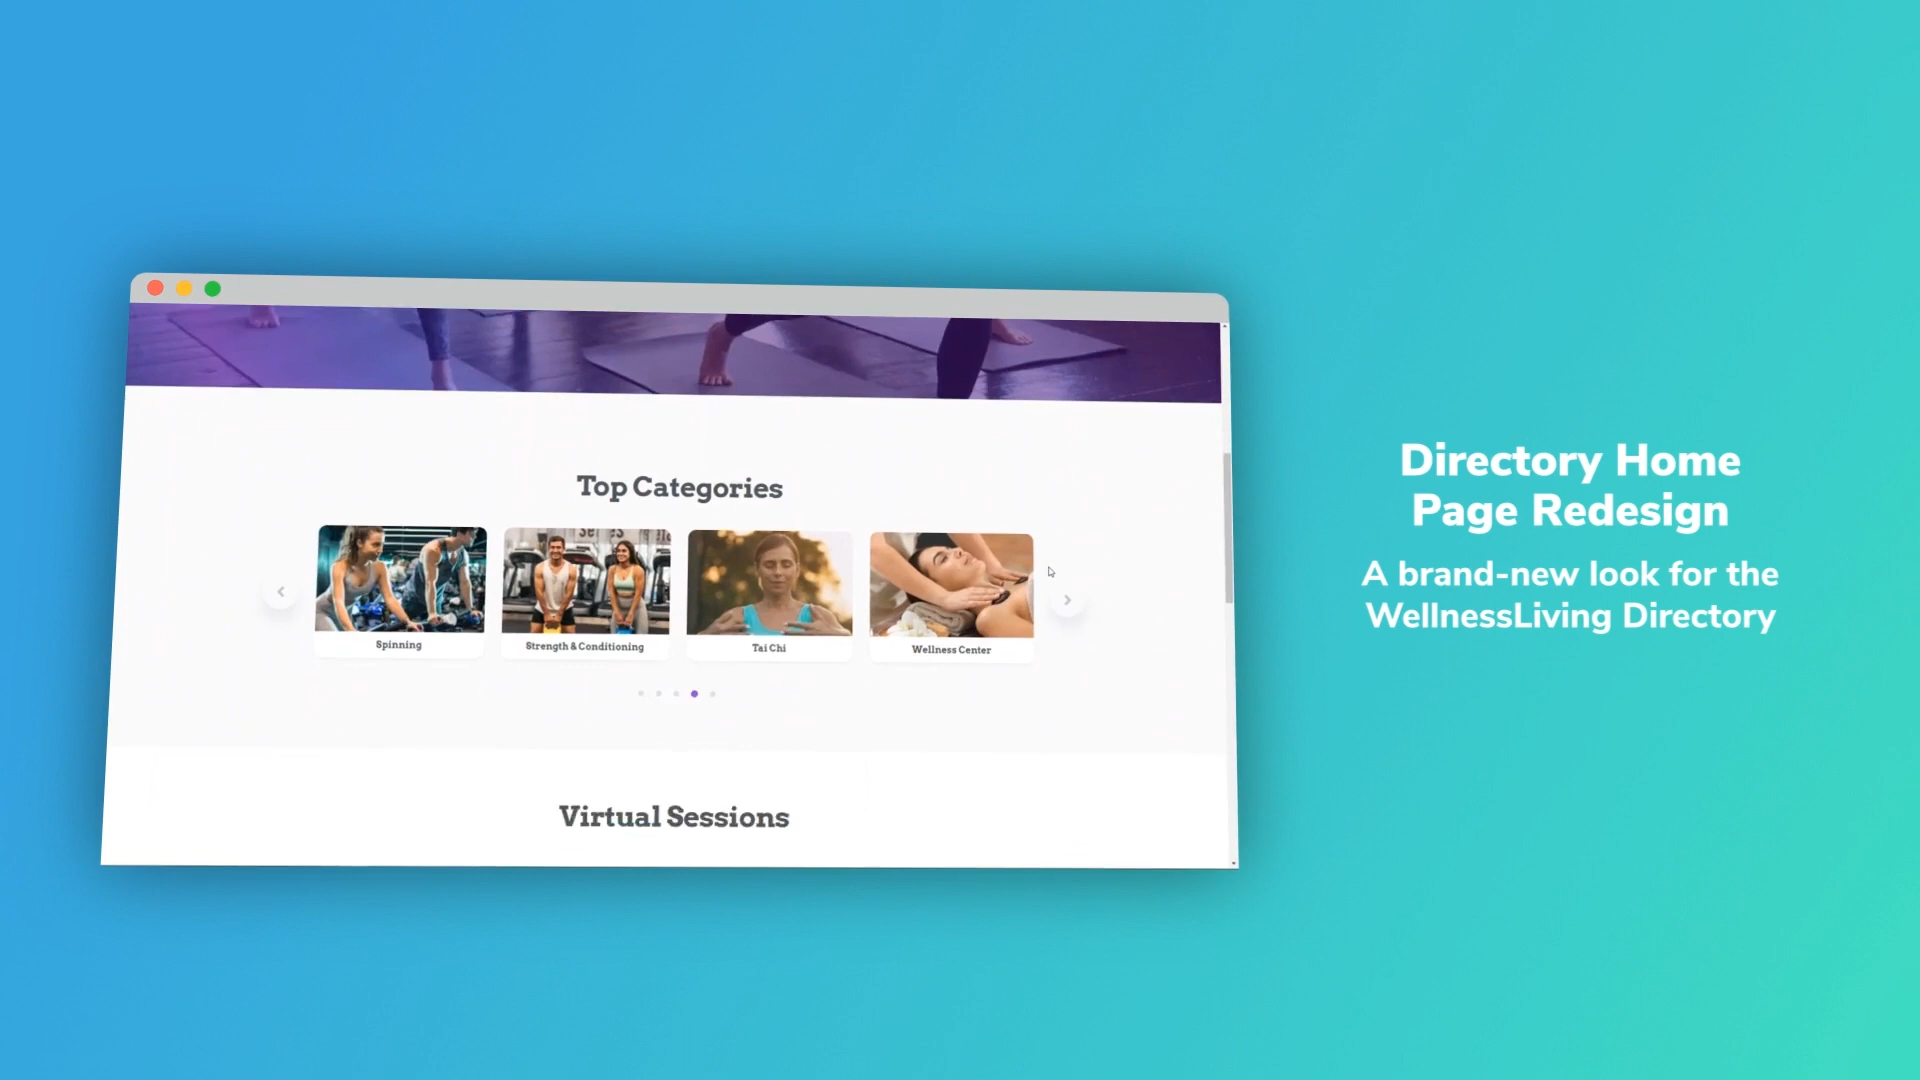 Top Categories
Spinning
Strength & Conditioning
Tai Chi
Wellness Center
Virtual Sessions
Directory Home
Page Redesign
A brand-new look for the
WellnessLiving Directory